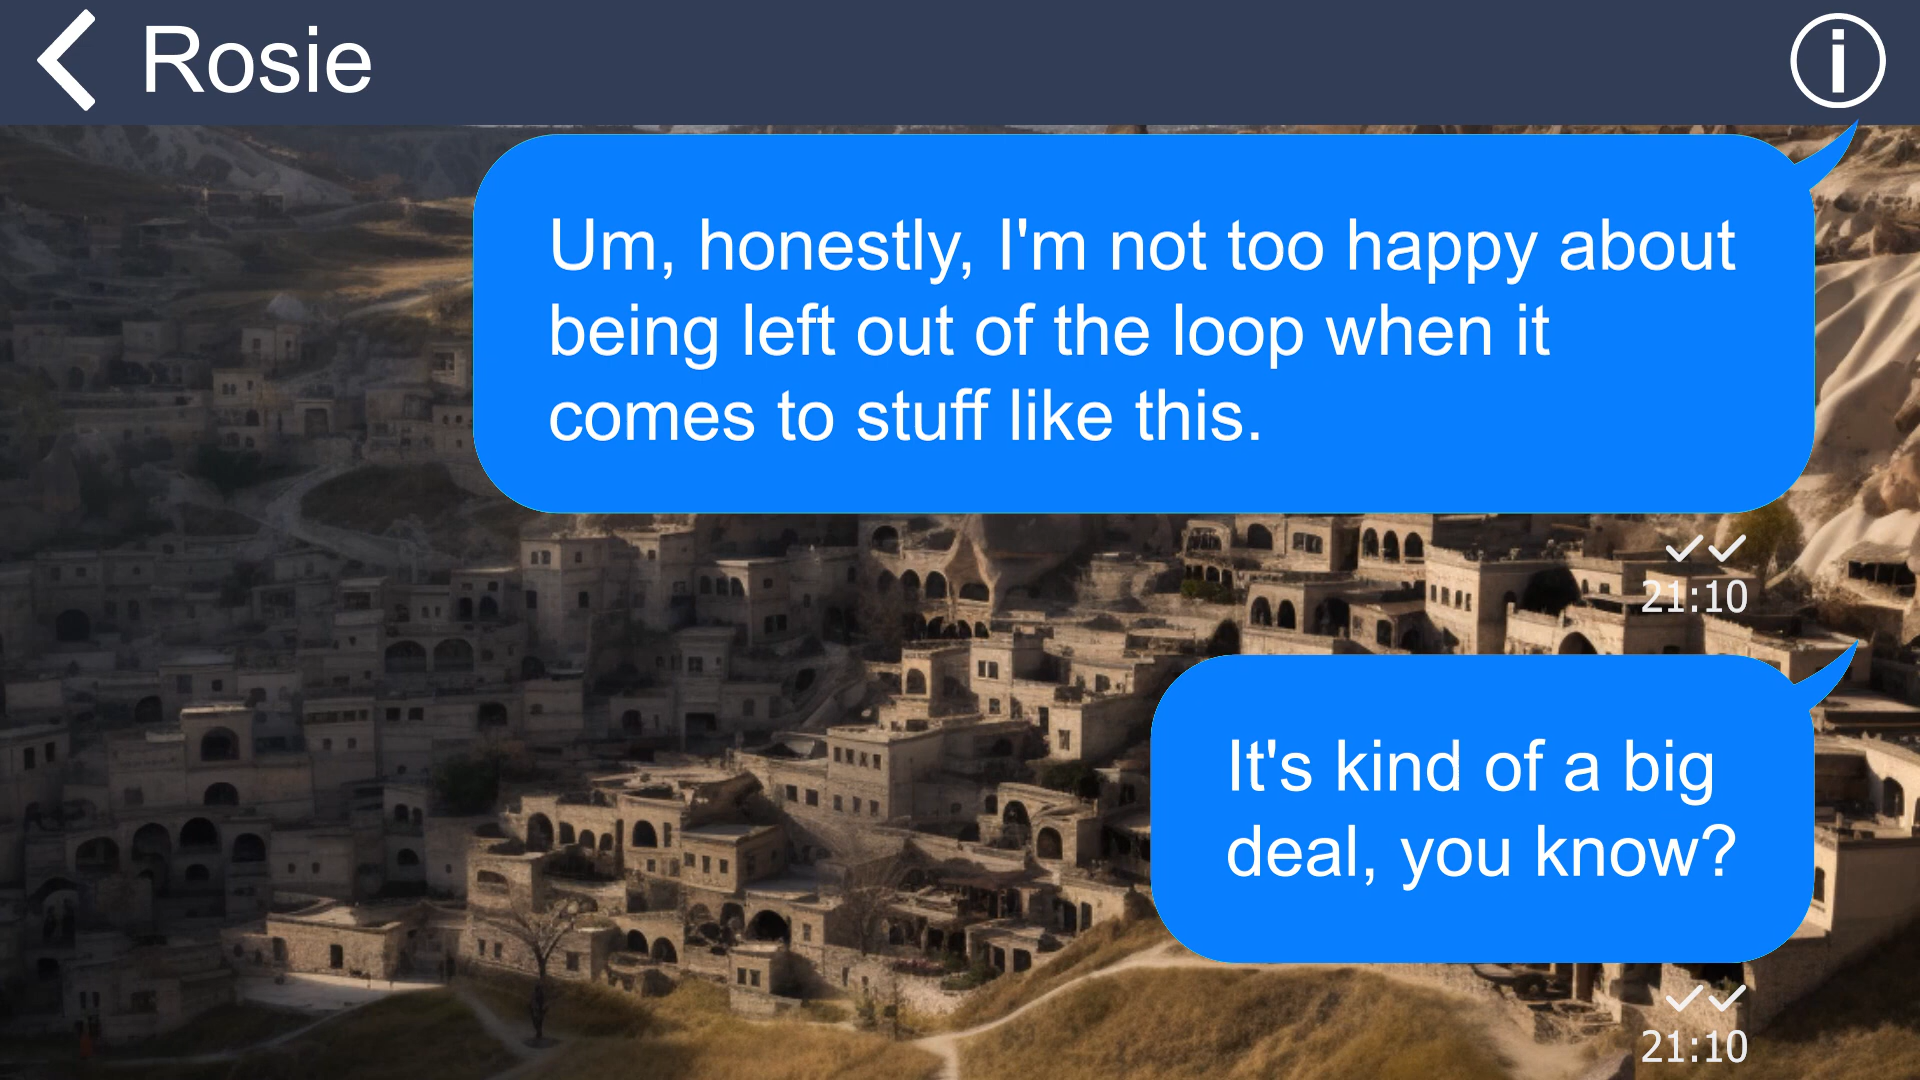 Rosie
Um, honestly, I'm not too happy about
being left out of the loop when it
comes to stuff like this.
21:10
It's kind of a big
deal, you know?
21:10